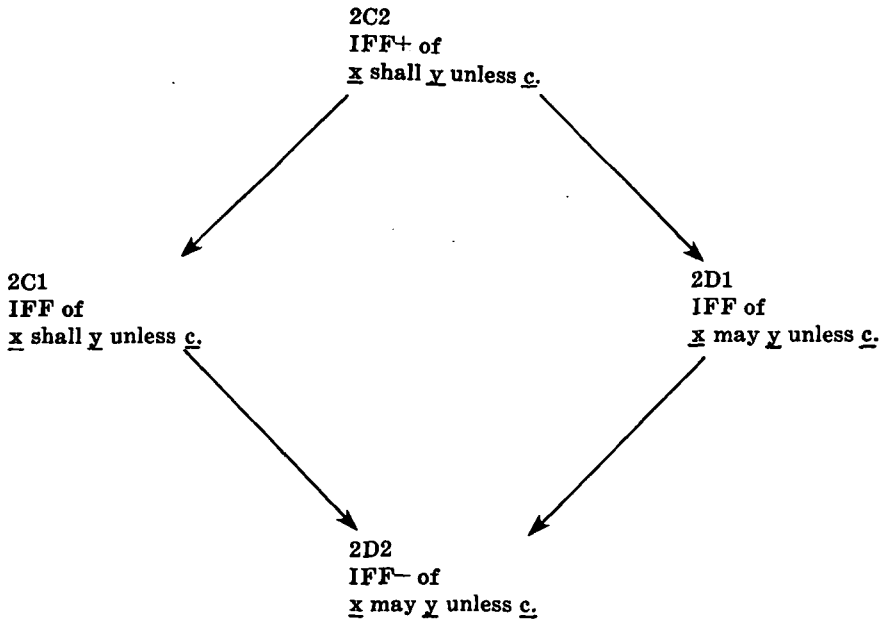 2C2
IFF+ of
x shall y unless c.
2C1
IFF of
x shall y unless c.
2D1
IFF of
x may y unless c.
2D2
IFF− of
x may y unless c.